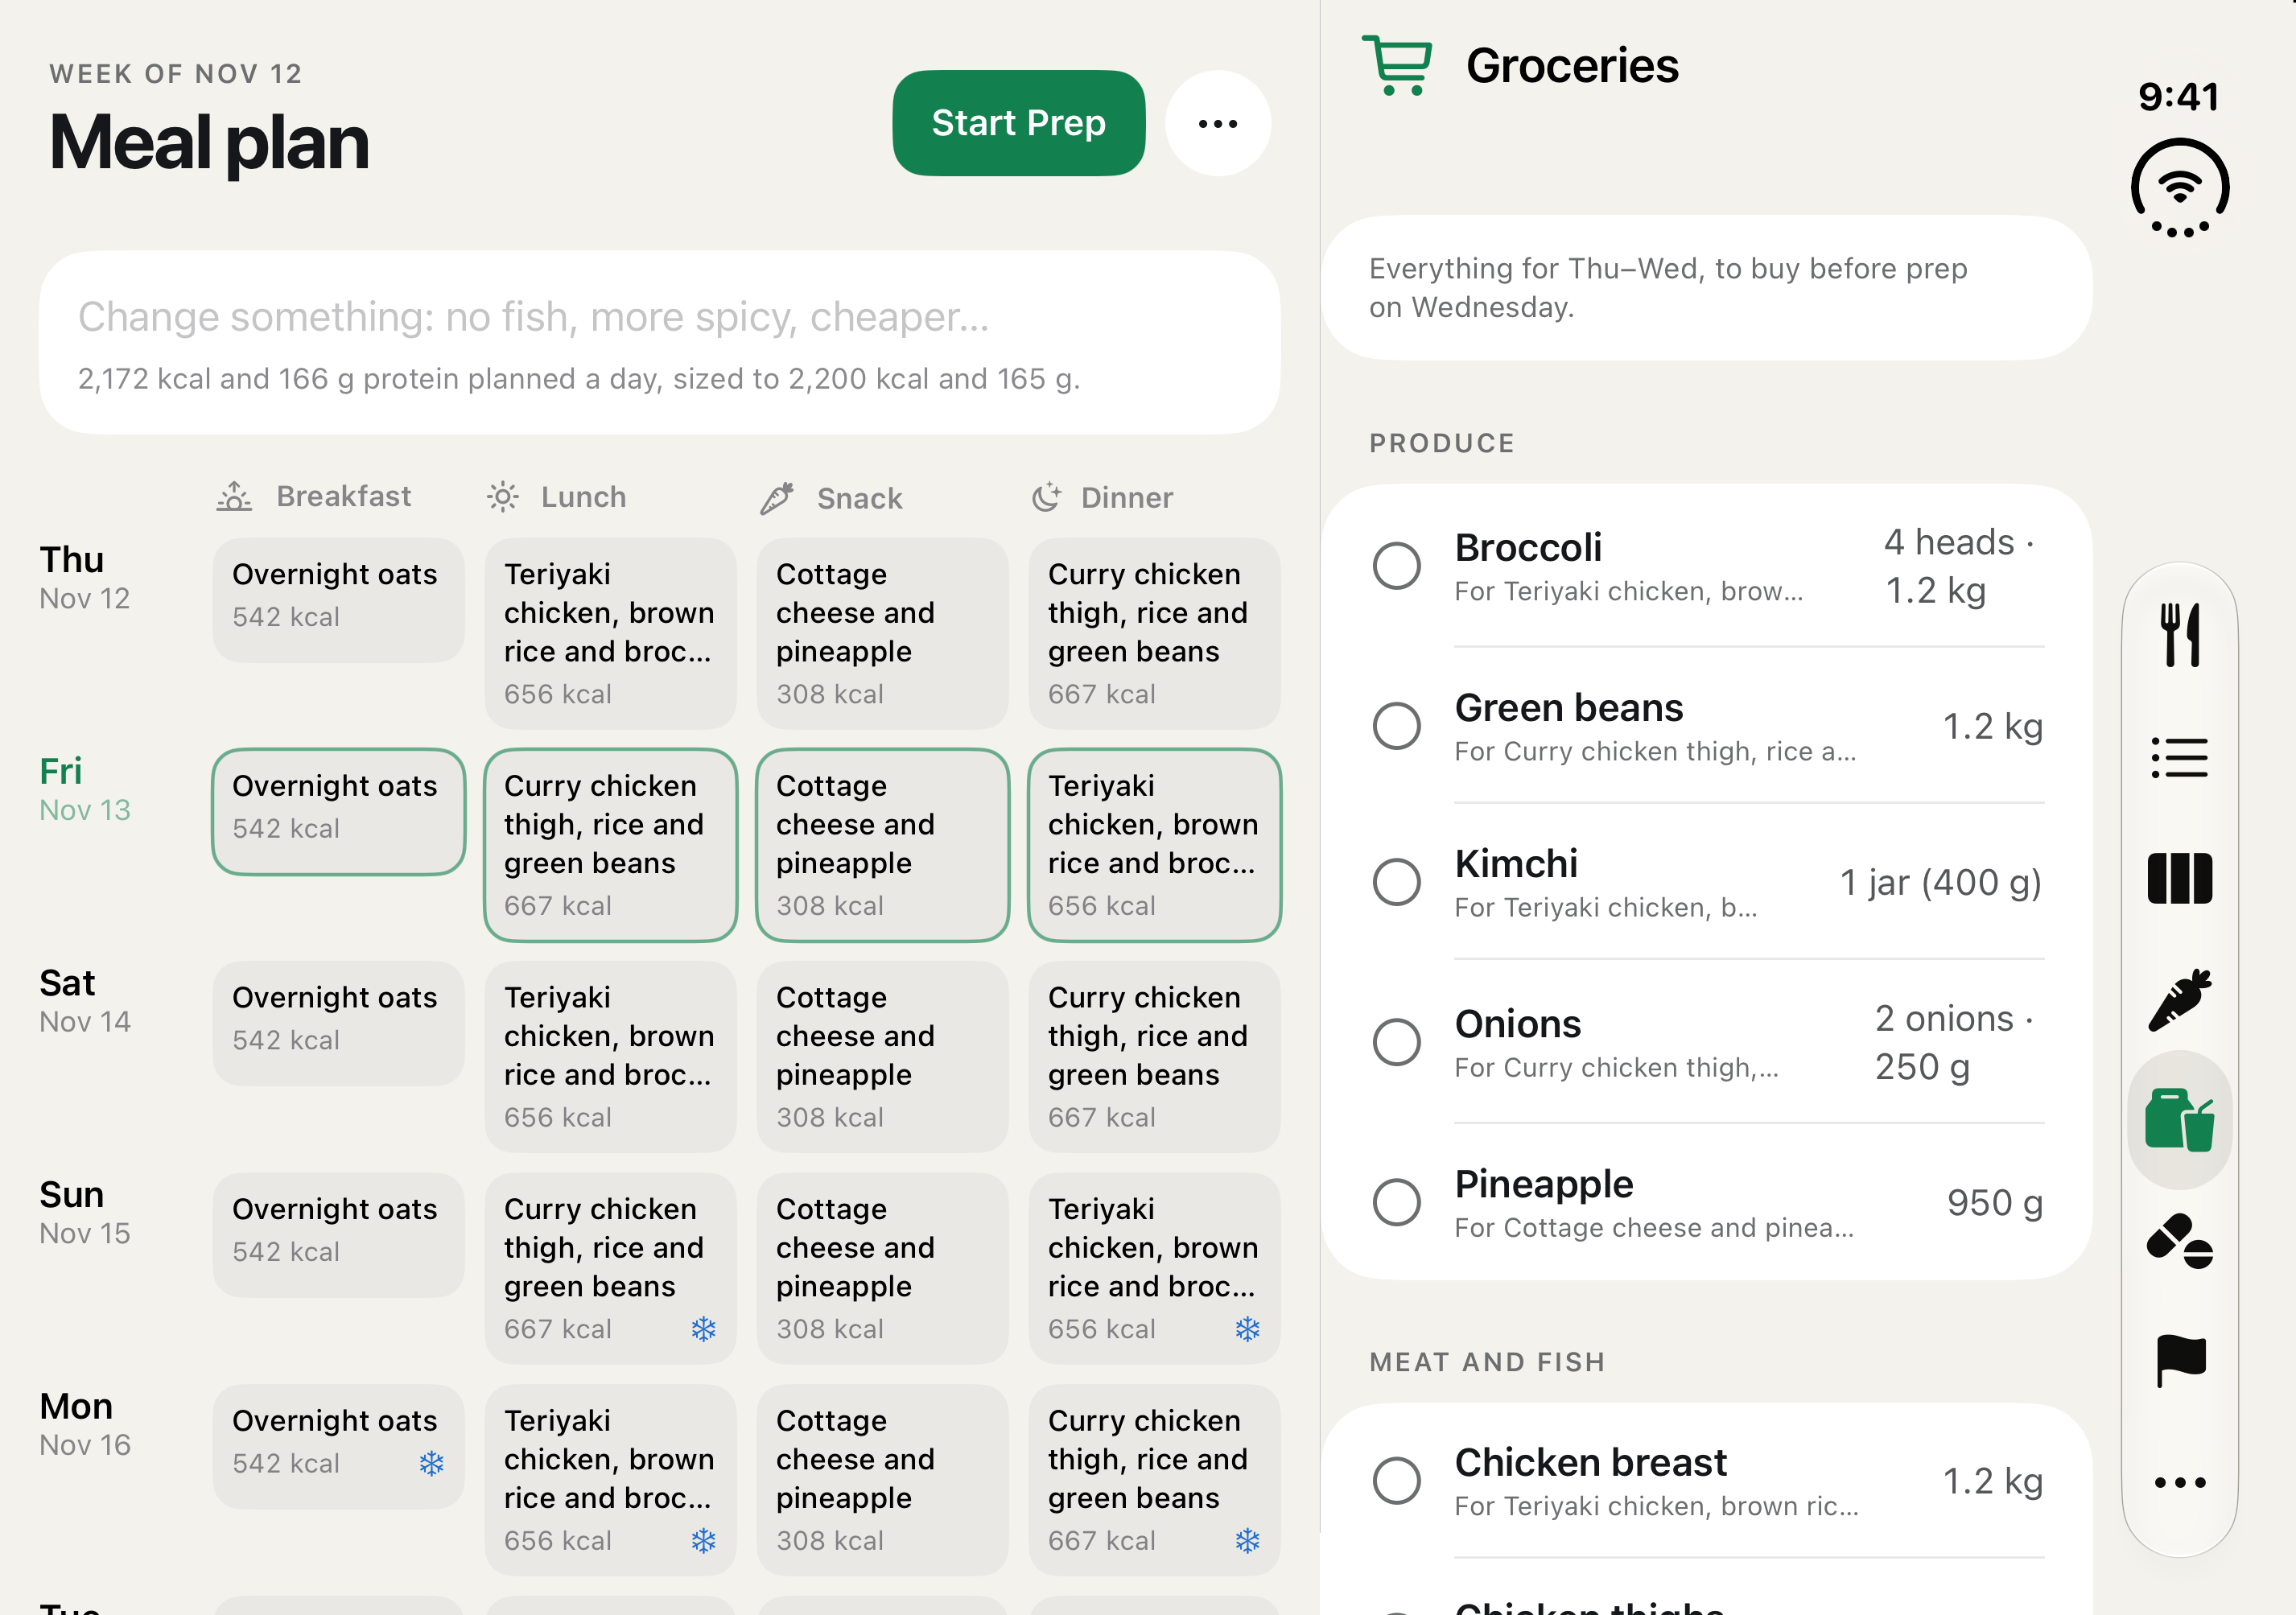 WEEK OF NOV 12
Meal plan
Start Prep
Change something: no fish, more spicy, cheaper...
2,172 kcal and 166 g protein planned a day, sized to 2,200 kcal and 165 g.
Breakfast
Lunch
Snack
Dinner
Thu
Nov 12
Overnight oats
542 kcal
Teriyaki
chicken, brown
rice and broc...
656 kcal
Cottage
cheese and
pineapple
308 kcal
Curry chicken
thigh, rice and
green beans
667 kcal
Fri
Nov 13
Overnight oats
542 kcal
Curry chicken
thigh, rice and
green beans
667 kcal
Cottage
cheese and
pineapple
308 kcal
Teriyaki
chicken, brown
rice and broc...
656 kcal
Sat
Nov 14
Overnight oats
542 kcal
Teriyaki
chicken, brown
rice and broc...
656 kcal
Cottage
cheese and
pineapple
308 kcal
Curry chicken
thigh, rice and
green beans
667 kcal
Sun
Nov 15
Overnight oats
542 kcal
Curry chicken
thigh, rice and
green beans
667 kcal
Cottage
cheese and
pineapple
308 kcal
Teriyaki
chicken, brown
rice and broc...
656 kcal
Mon
Nov 16
Overnight oats
542 kcal
Teriyaki
chicken, brown
rice and broc...
656 kcal
Cottage
cheese and
pineapple
308 kcal
Curry chicken
thigh, rice and
green beans
667 kcal
Tue
Groceries
Everything for Thu–Wed, to buy before prep
on Wednesday.
PRODUCE
Broccoli
For Teriyaki chicken, brow...
4 heads ·
1.2 kg
Green beans
For Curry chicken thigh, rice a...
1.2 kg
Kimchi
For Teriyaki chicken, b...
1 jar (400 g)
Onions
For Curry chicken thigh,...
2 onions ·
250 g
Pineapple
For Cottage cheese and pinea...
950 g
MEAT AND FISH
Chicken breast
For Teriyaki chicken, brown ric...
1.2 kg
Chicken thighs
9:41